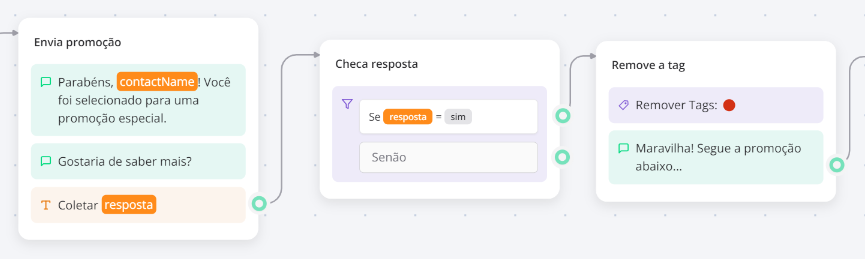 Envia promoção
Parabéns, contactName! Você
foi selecionado para uma
promoção especial.
Gostaria de saber mais?
Coletar resposta
Checa resposta
Se resposta = sim
Senão
Remove a tag
Remover Tags:
Maravilha! Segue a promoção
abaixo...